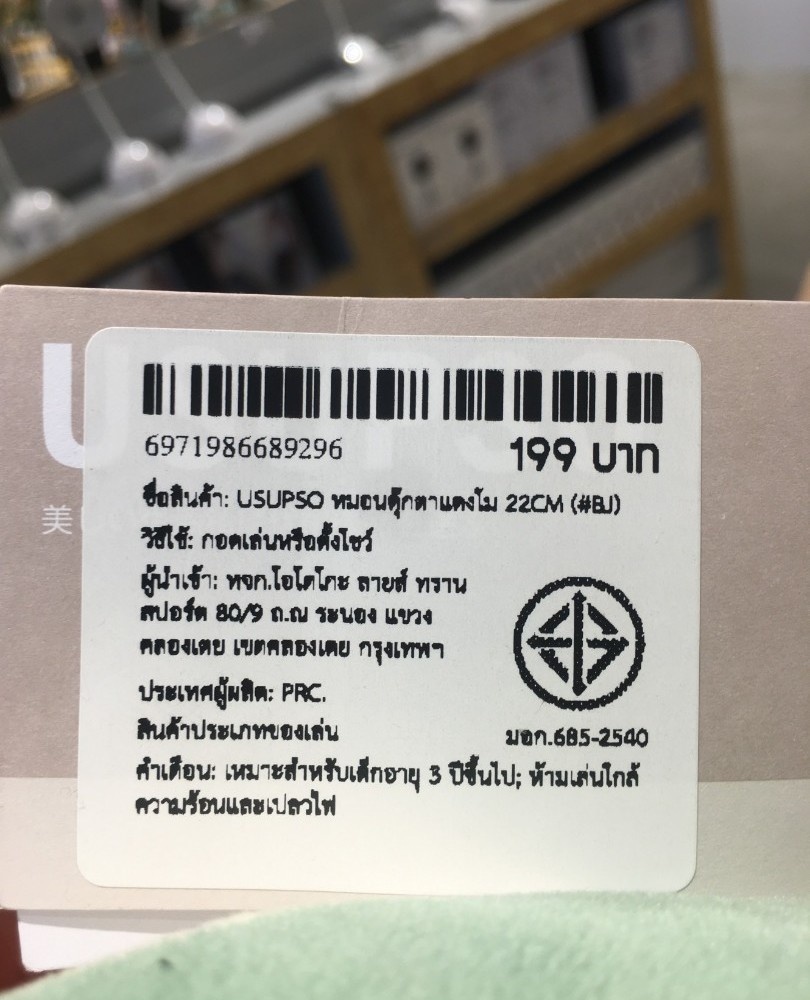 6971986689296
199 บาท
ชื่อสินค้า: USUPSO หมอนตุ๊กตาแตงโม 22CM (#BJ)
วิธีใช้: กอดเล่นหรือตั้งโชว์
ผู้นำเข้า: หจก.โอโตโกะ ลายส์ ทราน
สปอร์ต 80/9 ถ.ณ ระนอง แขวง
คลองเตย เขตคลองเตย กรุงเทพฯ
ประเทศผู้ผลิต: PRC.
สินค้าประเภทของเล่น
มอก.685-2540
คำเตือน: เหมาะสำหรับเด็กอายุ 3 ปีขึ้นไป; ห้ามเล่นใกล้
ความร้อนและเปลวไฟ
美